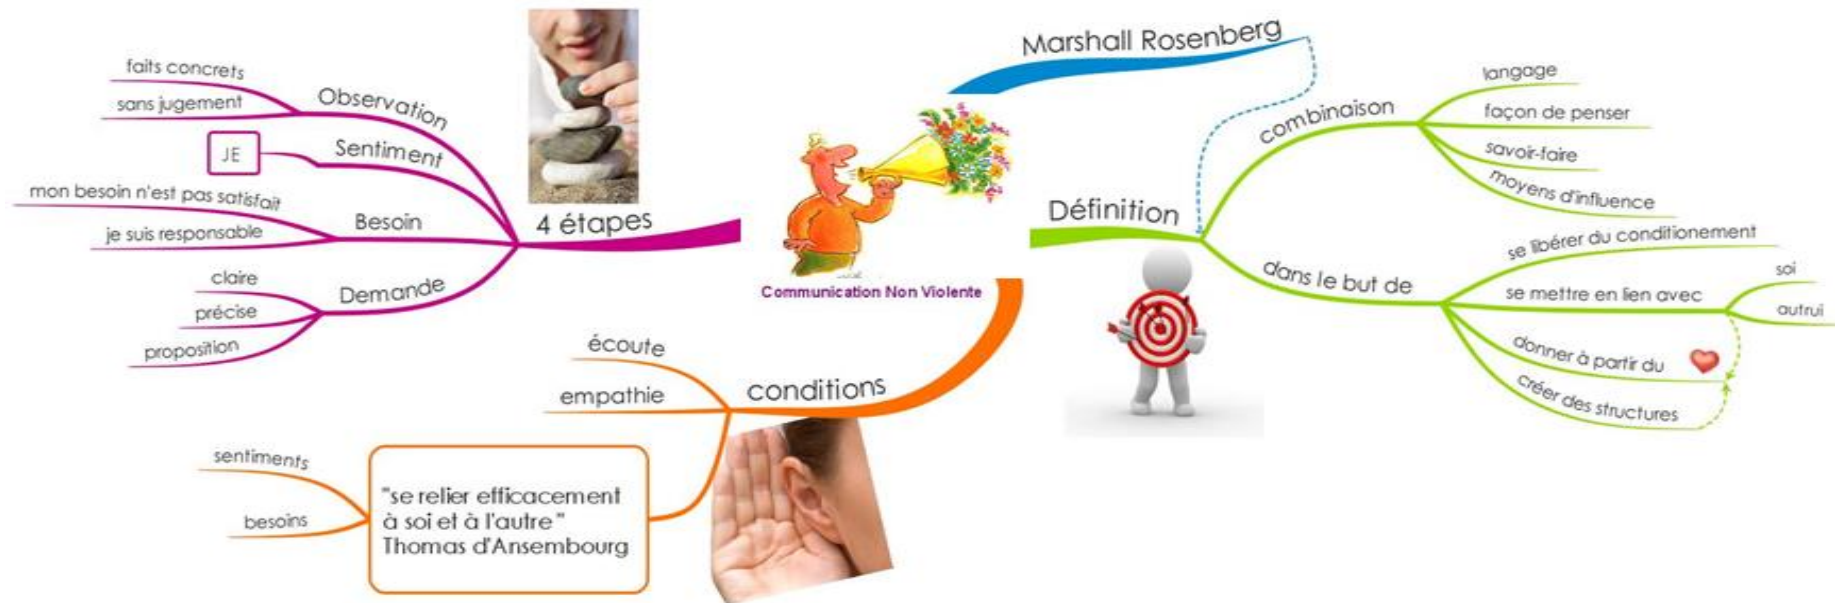 Communication Non Violente
Marshall Rosenberg
Définition
combinaison
langage
façon de penser
savoir-faire
moyens d'influence
dans le but de
se libérer du conditionement
se mettre en lien avec
soi
autrui
donner à partir du
créer des structures
conditions
écoute
empathie
"se relier efficacement
à soi et à l'autre"
Thomas d'Ansembourg
sentiments
besoins
4 étapes
Observation
faits concrets
sans jugement
Sentiment
JE
Besoin
mon besoin n'est pas satisfait
je suis responsable
Demande
claire
précise
proposition